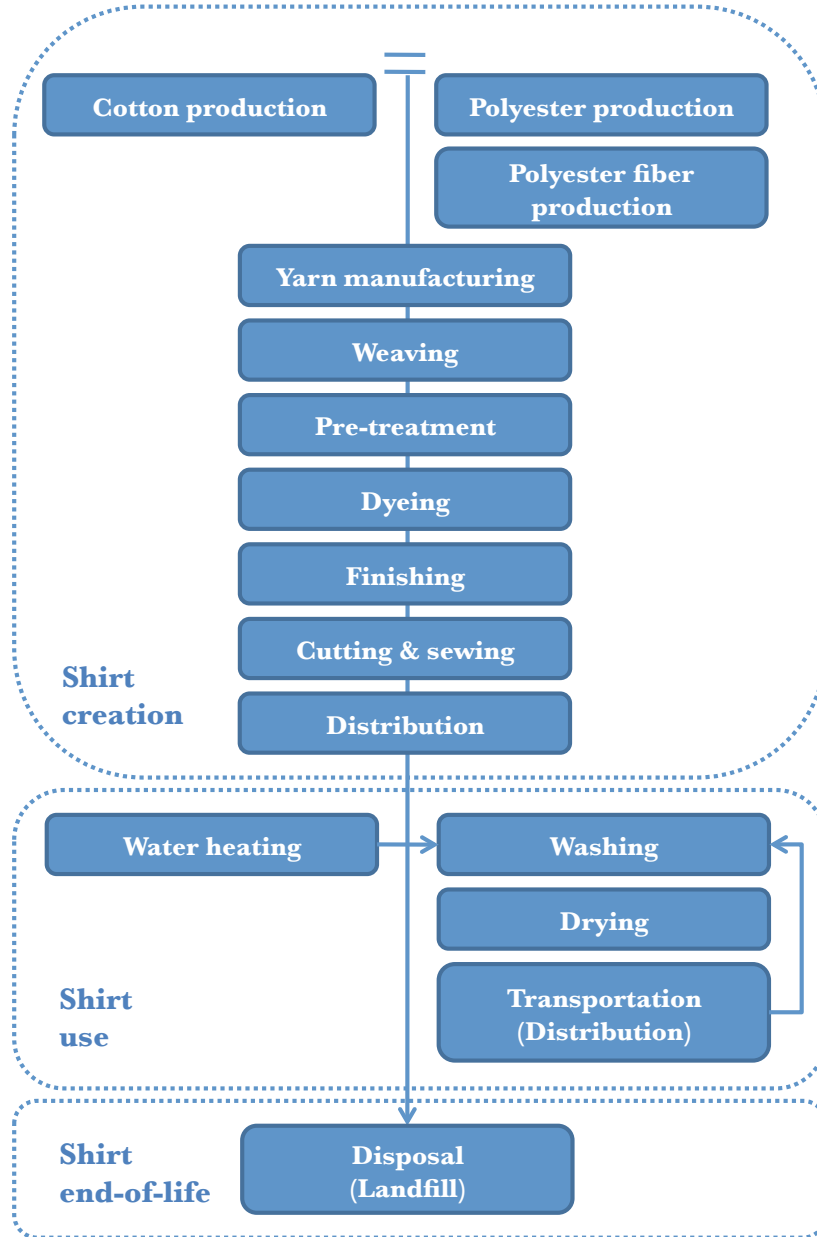 Cotton production
Polyester production
Polyester fiber
production
Yarn manufacturing
Weaving
Pre-treatment
Dyeing
Finishing
Cutting & sewing
Shirt
creation
Distribution
Water heating
Washing
Drying
Shirt
use
Transportation
(Distribution)
Shirt
end-of-life
Disposal
(Landfill)